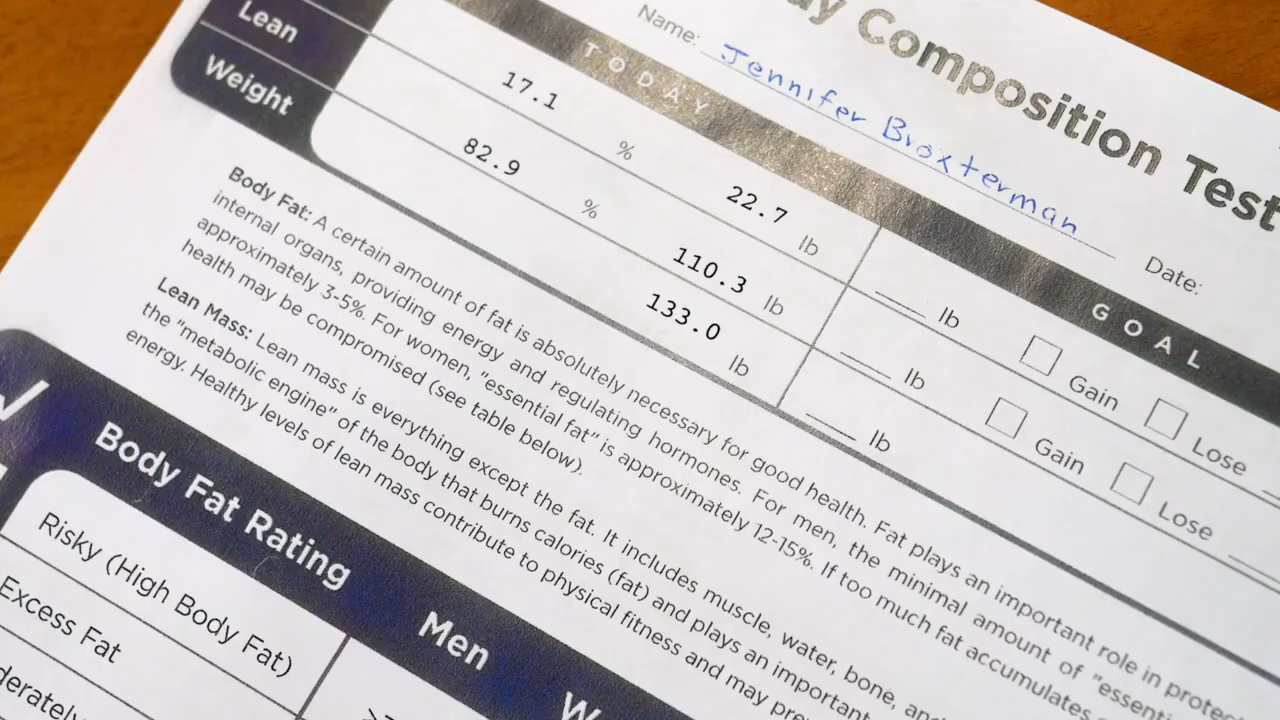 dy Composition Test
Name: Jennifer Broxterman Date:
TODAY GOAL
17.1 % 22.7 lb ___ lb Gain Lose
Lean 82.9 % 110.3 lb ___ lb Gain Lose
Weight 133.0 lb ___ lb
Body Fat: A certain amount of fat is absolutely necessary for good health. Fat plays an important role in protec
internal organs, providing energy and regulating hormones. For men, the minimal amount of "essenti
approximately 3-5%. For women, "essential fat" is approximately 12-15%. If too much fat accumulates,
health may be compromised (see table below).
Lean Mass: Lean mass is everything except the fat. It includes muscle, water, bone, and
the "metabolic engine" of the body that burns calories (fat) and plays an important
energy. Healthy levels of lean mass contribute to physical fitness and may prev
Body Fat Rating Men W
Risky (High Body Fat)
Excess Fat
derately